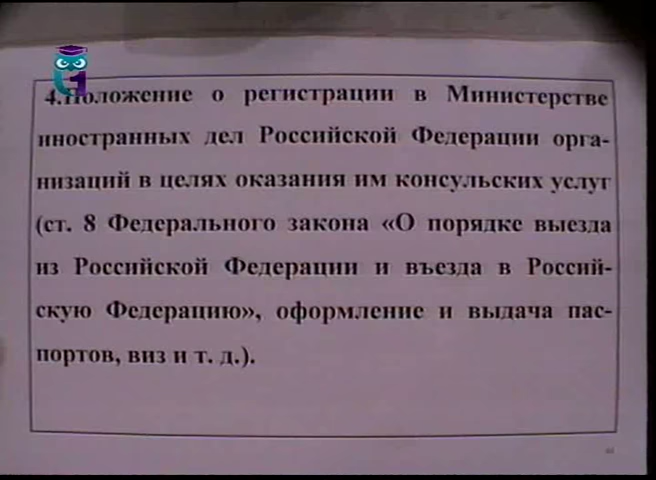 4.Положение о регистрации в Министерстве
иностранных дел Российской Федерации орга-
низаций в целях оказания им консульских услуг
(ст. 8 Федерального закона «О порядке выезда
из Российской Федерации и въезда в Россий-
скую Федерацию», оформление и выдача пас-
портов, виз и т. д.).